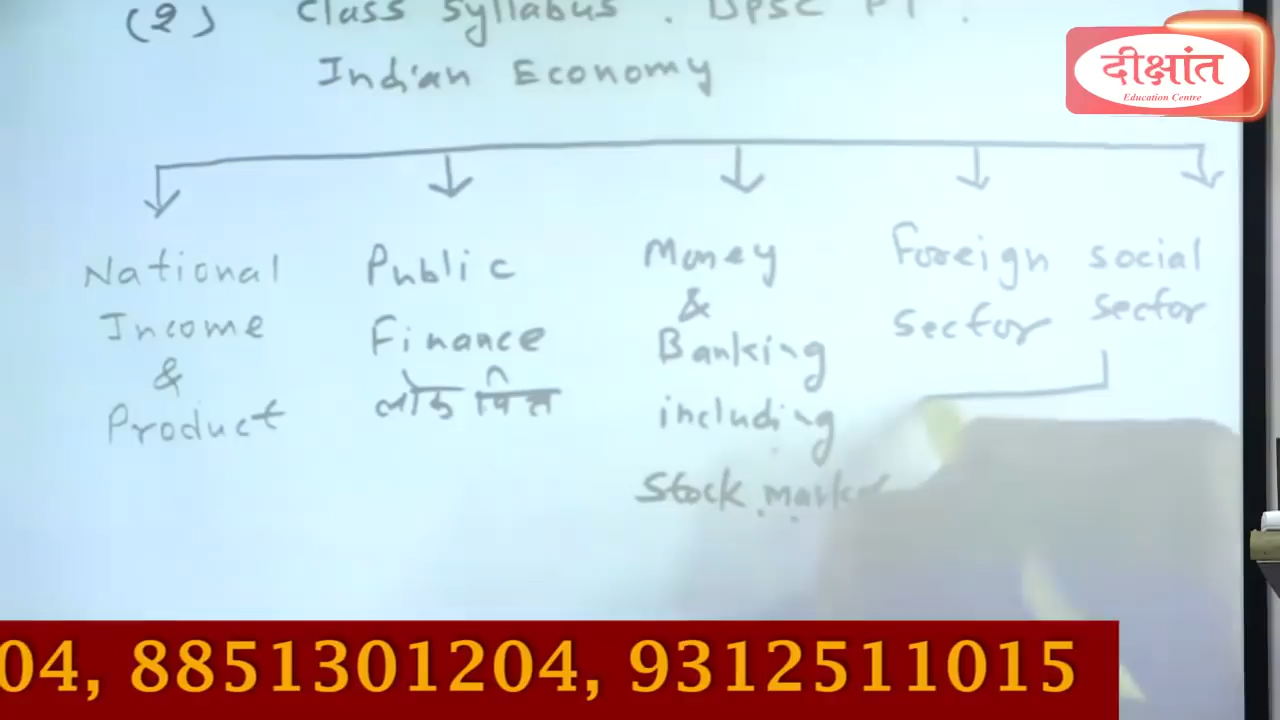 (2) Class Syllabus . UPSC PT .
Indian Economy
दीक्षांत
Education Centre
National
Income
&
Product
Public
Finance
लोक वित्त
Money
&
Banking
including
Stock market
Foreign
Sector
Social
Sector
04, 8851301204, 9312511015